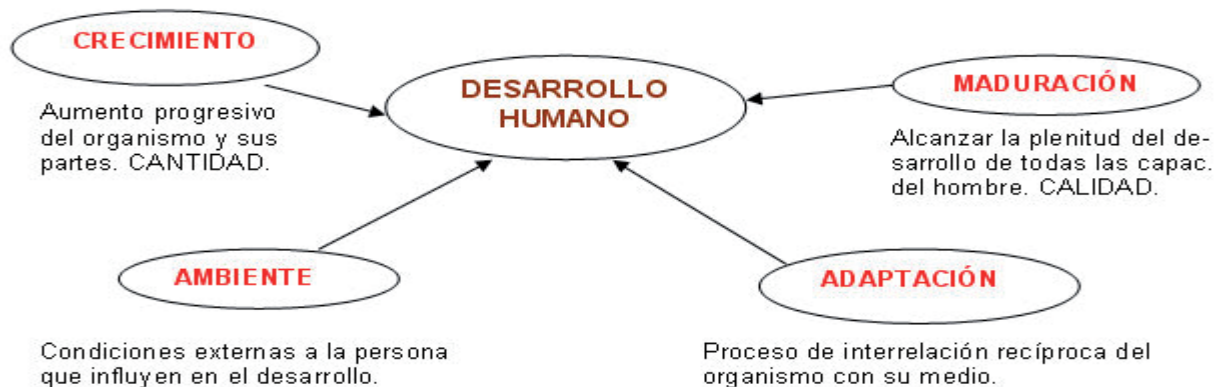 CRECIMIENTO
Aumento progresivo
del organismo y sus
partes. CANTIDAD.
DESARROLLO
HUMANO
MADURACIÓN
Alcanzar la plenitud del de-
sarrollo de todas las capac.
del hombre. CALIDAD.
AMBIENTE
Condiciones externas a la persona
que influyen en el desarrollo.
ADAPTACIÓN
Proceso de interrelación recíproca del
organismo con su medio.